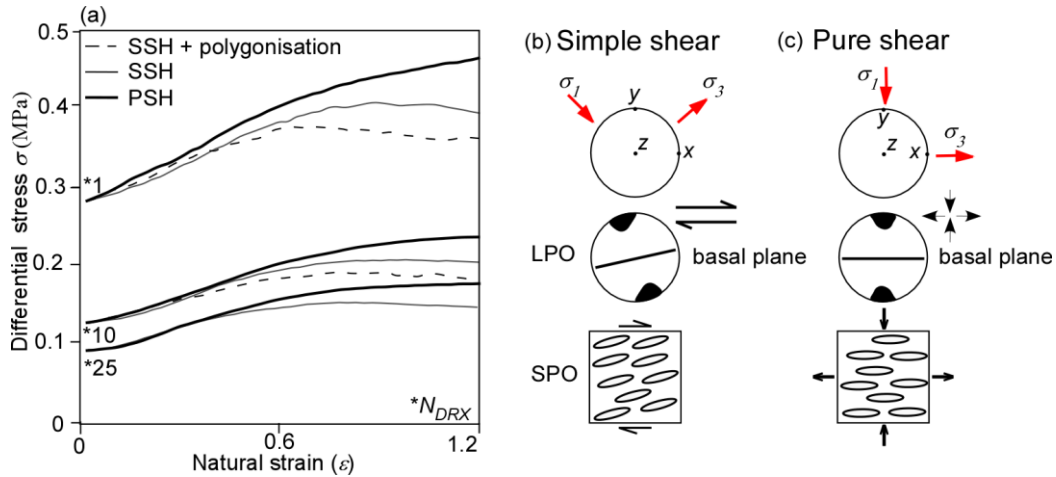 (a)
0.5
0.4
0.3
0.2
0.1
0
Differential stress σ (MPa)
SSH + polygonisation
SSH
PSH
*1
*10
*25
*N_DRX
0
0.6
1.2
Natural strain (ε)
(b) Simple shear
σ1
σ3
y
z
x
LPO
basal plane
SPO
(c) Pure shear
σ1
y
z
x
σ3
basal plane